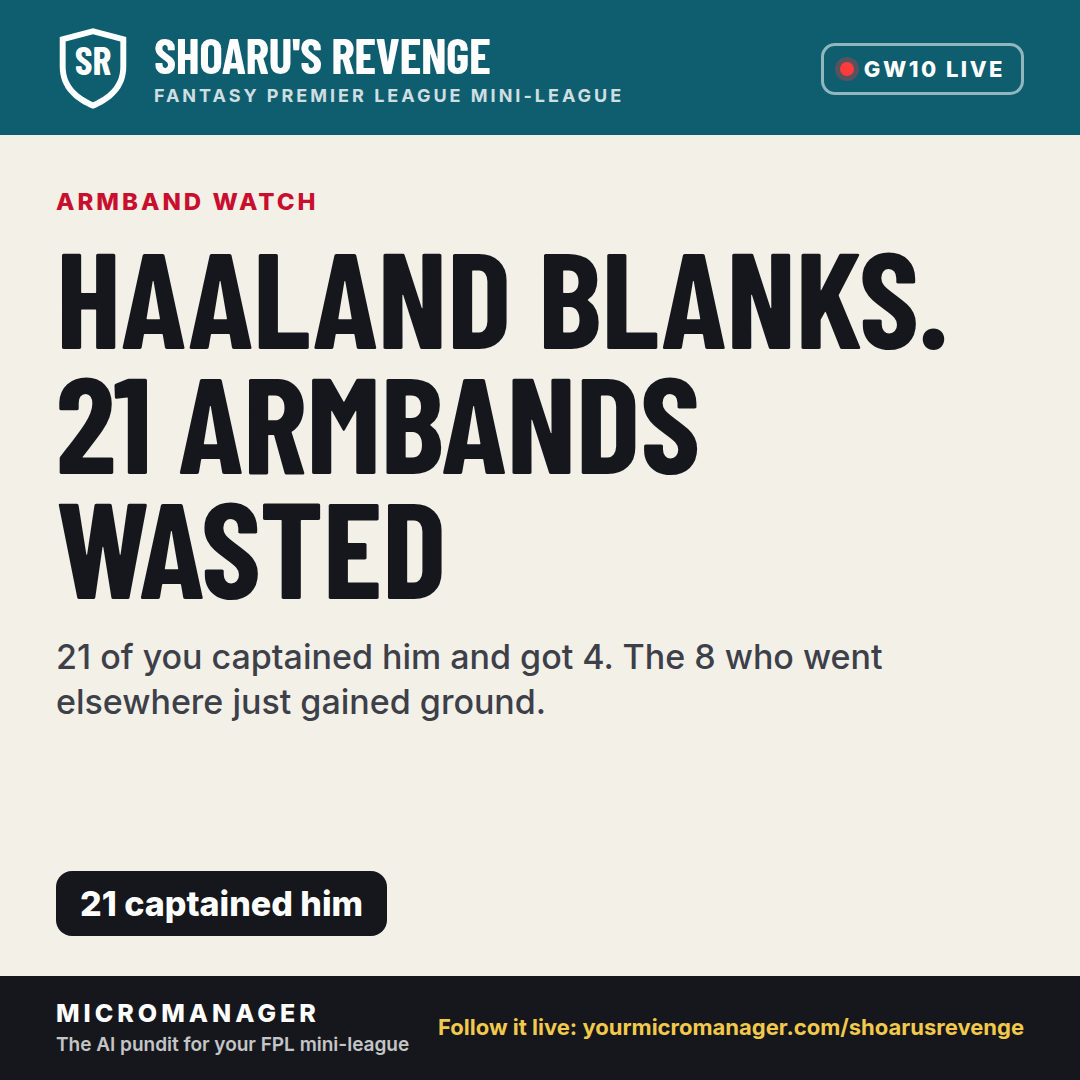 SR
SHOARU'S REVENGE
FANTASY PREMIER LEAGUE MINI-LEAGUE
GW10 LIVE
ARMBAND WATCH
HAALAND BLANKS.
21 ARMBANDS
WASTED
21 of you captained him and got 4. The 8 who went
elsewhere just gained ground.
21 captained him
MICROMANAGER
The AI pundit for your FPL mini-league
Follow it live: yourmicromanager.com/shoarusrevenge